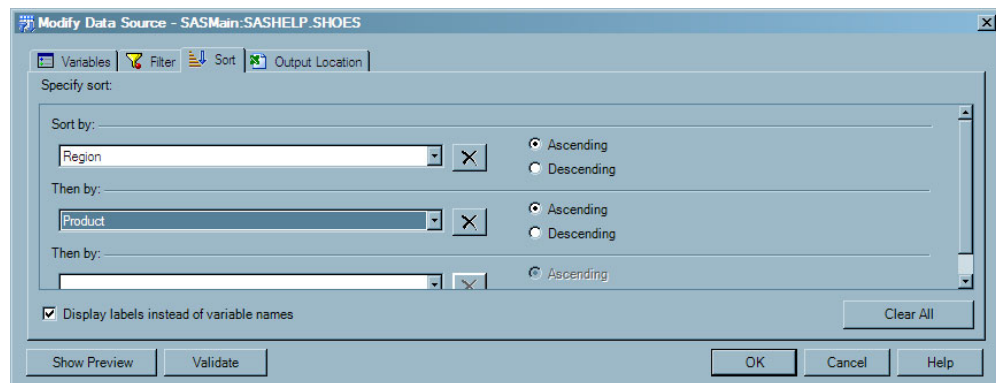 Modify Data Source - SASMain:SASHELP.SHOES
Variables Filter Sort Output Location
Specify sort:
Sort by:
Region
Ascending
Descending
Then by:
Product
Ascending
Descending
Then by:
Ascending
Display labels instead of variable names
Clear All
Show Preview Validate OK Cancel Help